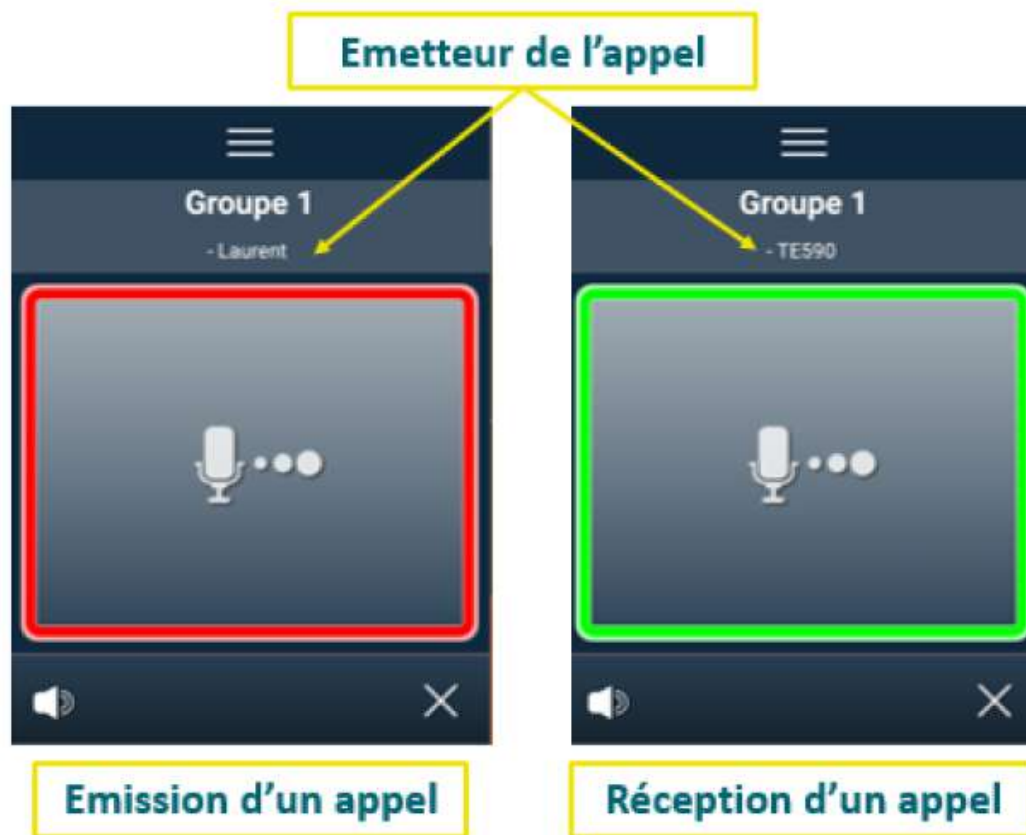 Emetteur de l'appel
Groupe 1
- Laurent
Groupe 1
- TE590
Emission d'un appel
Réception d'un appel